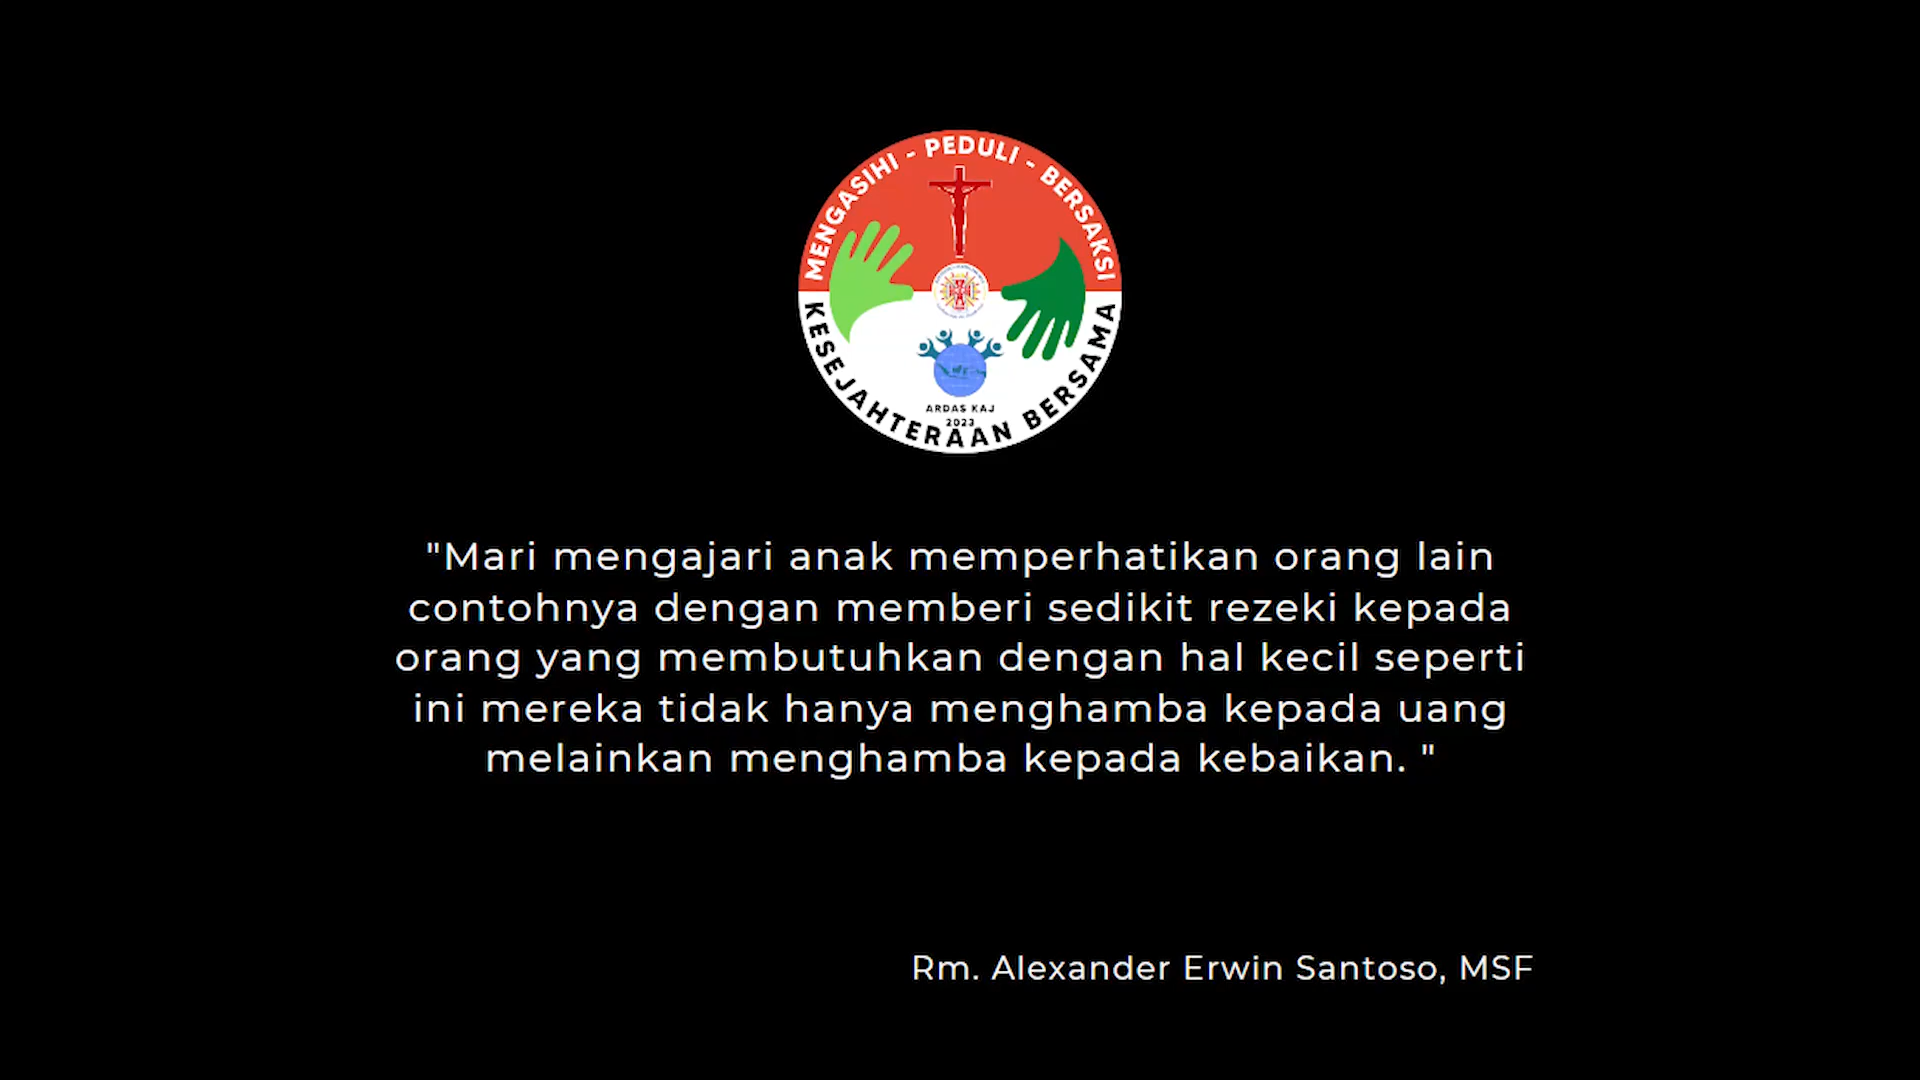 MENGASIHI - PEDULI - BERSAKSI
ARDAS KAJ
2023
KESEJAHTERAAN BERSAMA
"Mari mengajari anak memperhatikan orang lain
contohnya dengan memberi sedikit rezeki kepada
orang yang membutuhkan dengan hal kecil seperti
ini mereka tidak hanya menghamba kepada uang
melainkan menghamba kepada kebaikan. "
Rm. Alexander Erwin Santoso, MSF